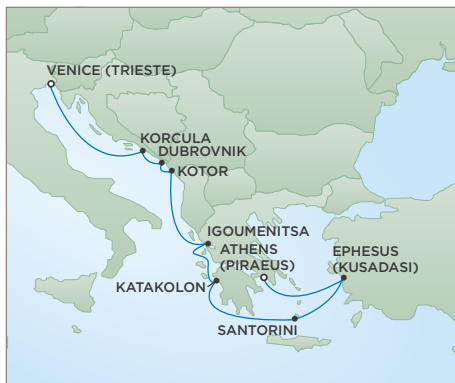 VENICE (TRIESTE)
KORCULA
DUBROVNIK
KOTOR
IGOUMENITSA
ATHENS
(PIRAEUS)
EPHESUS
(KUSADASI)
KATAKOLON
SANTORINI